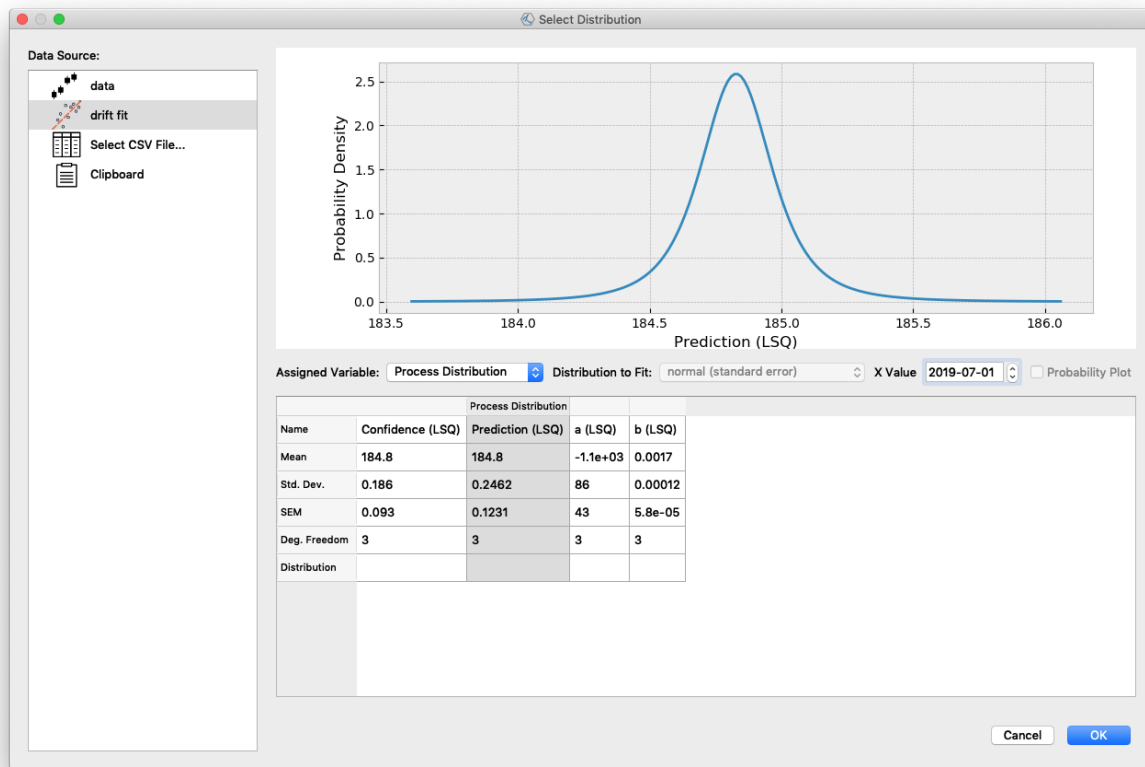 Select Distribution
Data Source:
data
drift fit
Select CSV File...
Clipboard
Probability Density
2.5
2.0
1.5
1.0
0.5
0.0
183.5 184.0 184.5 185.0 185.5 186.0
Prediction (LSQ)
Assigned Variable: Process Distribution Distribution to Fit: normal (standard error) X Value 2019-07-01 Probability Plot
Process Distribution
Name Confidence (LSQ) Prediction (LSQ) a (LSQ) b (LSQ)
Mean 184.8 184.8 -1.1e+03 0.0017
Std. Dev. 0.186 0.2462 86 0.00012
SEM 0.093 0.1231 43 5.8e-05
Deg. Freedom 3 3 3 3
Distribution
Cancel OK